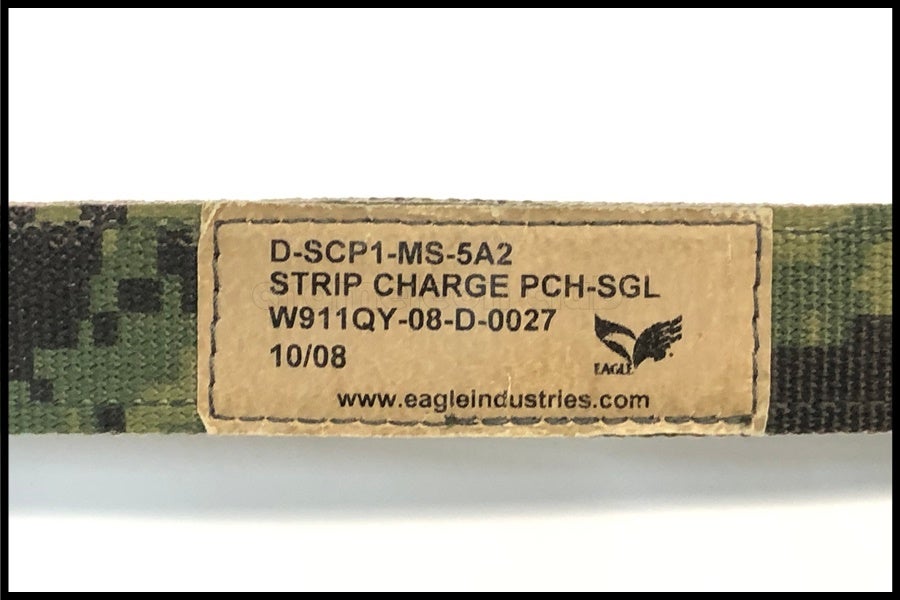 D-SCP1-MS-5A2
STRIP CHARGE PCH-SGL
W911QY-08-D-0027
10/08
EAGLE
www.eagleindustries.com